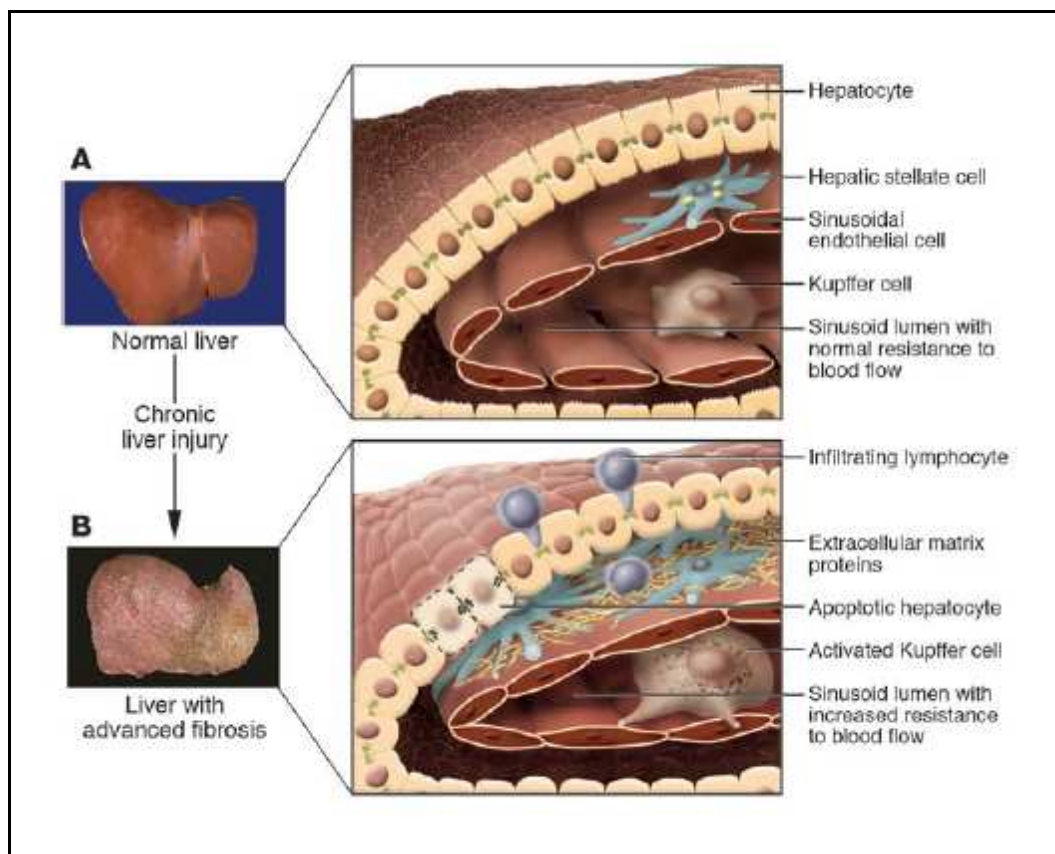 A
Normal liver
Chronic
liver injury
B
Liver with
advanced fibrosis
Hepatocyte
Hepatic stellate cell
Sinusoidal
endothelial cell
Kupffer cell
Sinusoid lumen with
normal resistance to
blood flow
Infiltrating lymphocyte
Extracellular matrix
proteins
Apoptotic hepatocyte
Activated Kupffer cell
Sinusoid lumen with
increased resistance
to blood flow